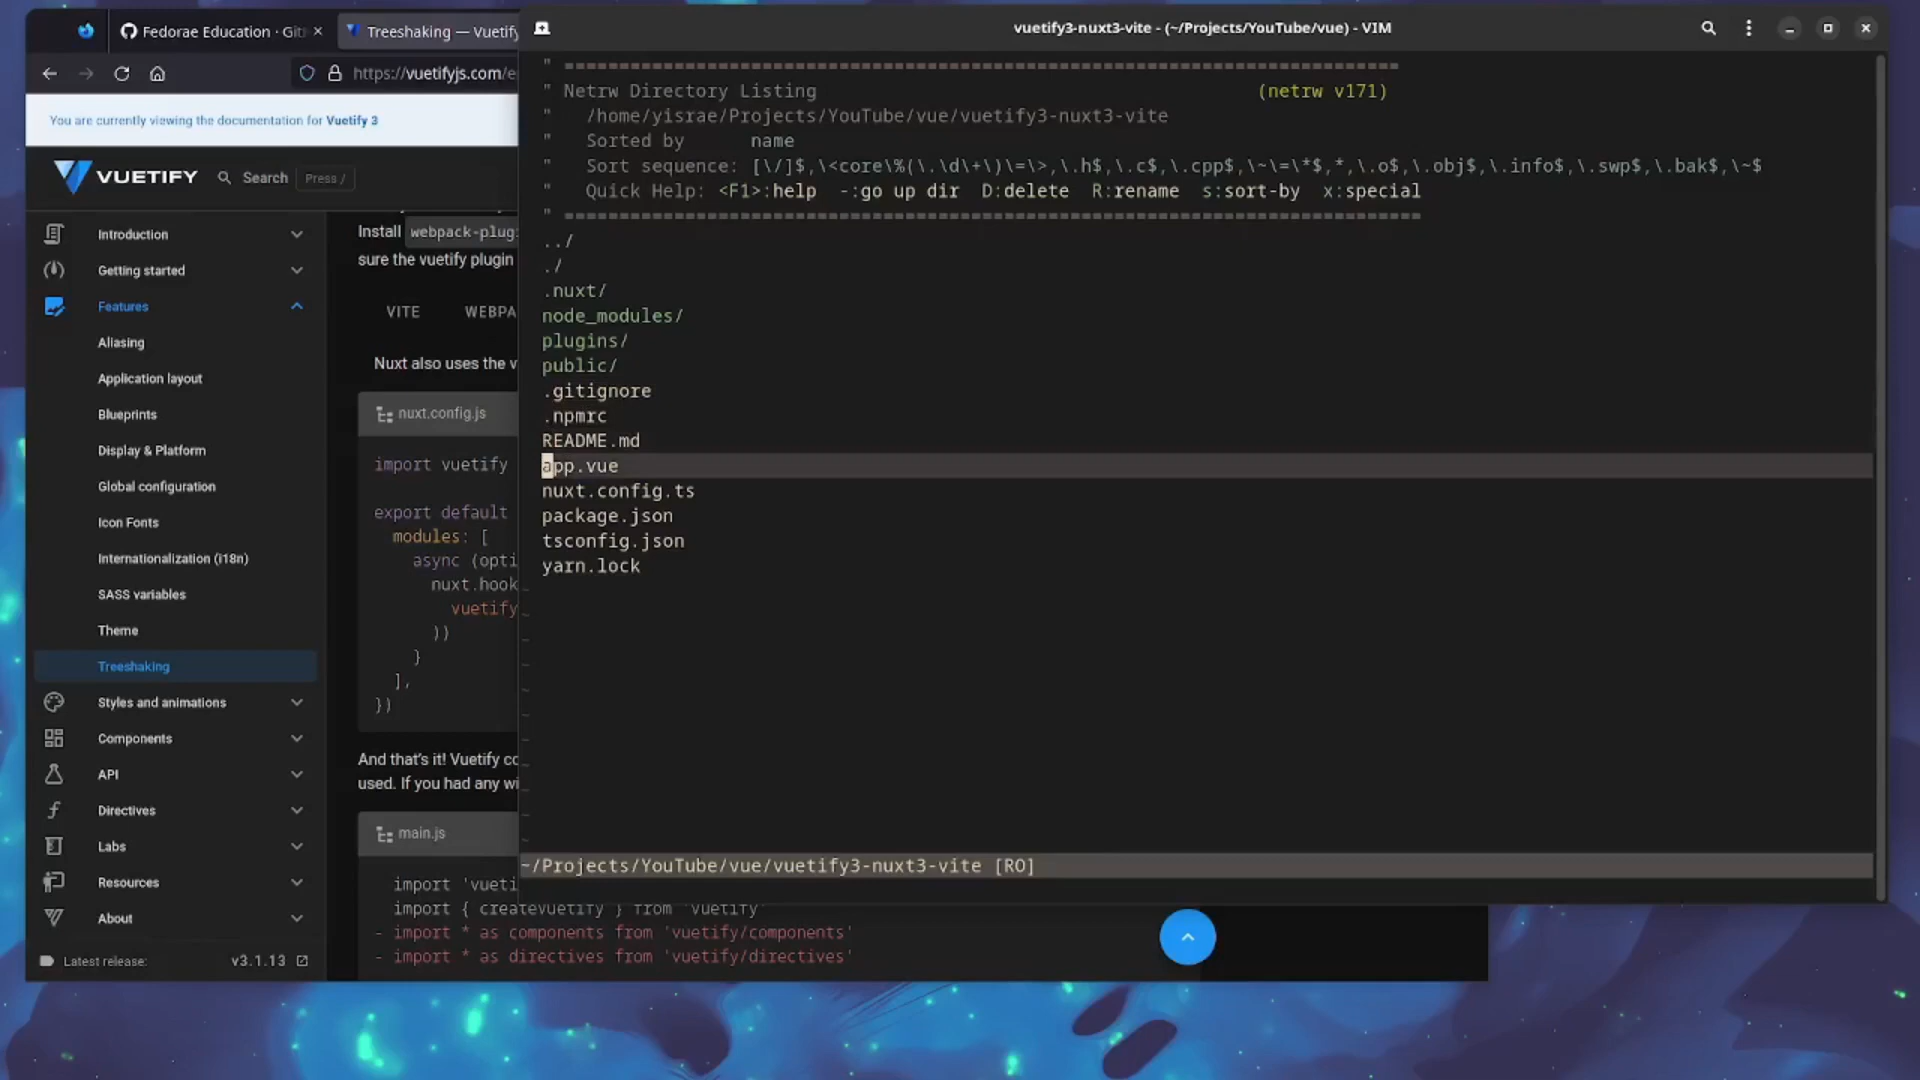 Fedorae Education · Git
Treeshaking — Vuetify
https://vuetifyjs.com/e
You are currently viewing the documentation for Vuetify 3
VUETIFY
Search
Press /
Introduction
Getting started
Features
Aliasing
Application layout
Blueprints
Display & Platform
Global configuration
Icon Fonts
Internationalization (i18n)
SASS variables
Theme
Treeshaking
Styles and animations
Components
API
Directives
Labs
Resources
About
Latest release: v3.1.13
Install webpack-plug
sure the vuetify plugin
VITE WEBPA
Nuxt also uses the v
nuxt.config.js
import vuetify
export default
modules: [
async (opti
nuxt.hook
vuetify
))
}
],
})
And that's it! Vuetify co
used. If you had any wi
main.js
import 'vueti
import { createVuetify } from 'vuetify'
- import * as components from 'vuetify/components'
- import * as directives from 'vuetify/directives'
vuetify3-nuxt3-vite - (~/Projects/YouTube/vue) - VIM
" ============================================================================
" Netrw Directory Listing (netrw v171)
" /home/yisrae/Projects/YouTube/vue/vuetify3-nuxt3-vite
" Sorted by name
" Sort sequence: [\/]$,\<core\%(\.\d\+\)\=\>,\.h$,\.c$,\.cpp$,\~\=\*$,*,\.o$,\.obj$,\.info$,\.swp$,\.bak$,\~$
" Quick Help: <F1>:help -:go up dir D:delete R:rename s:sort-by x:special
" ==============================================================================
../
./
.nuxt/
node_modules/
plugins/
public/
.gitignore
.npmrc
README.md
app.vue
nuxt.config.ts
package.json
tsconfig.json
yarn.lock
~
~
~
~
~
~
~
~
~
~
~
~/Projects/YouTube/vue/vuetify3-nuxt3-vite [RO]